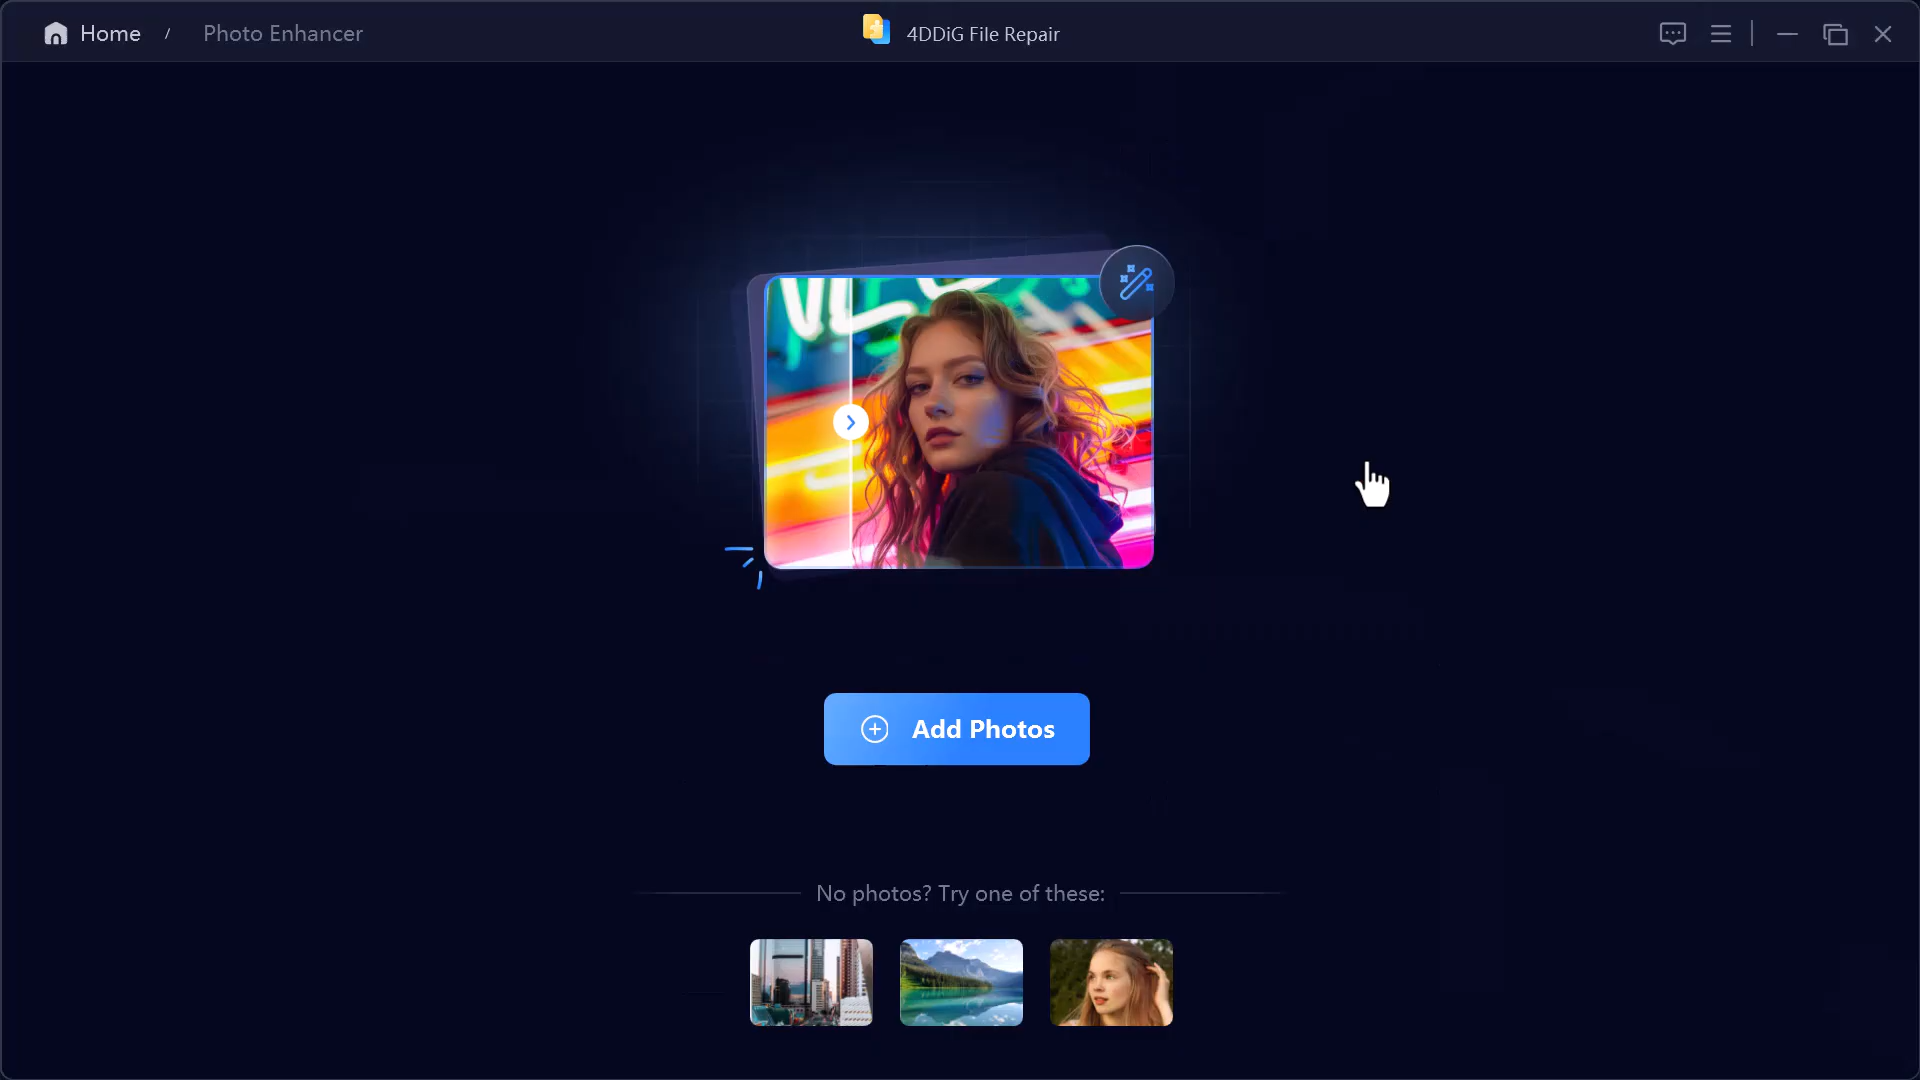 Home / Photo Enhancer
4DDiG File Repair
Add Photos
No photos? Try one of these: